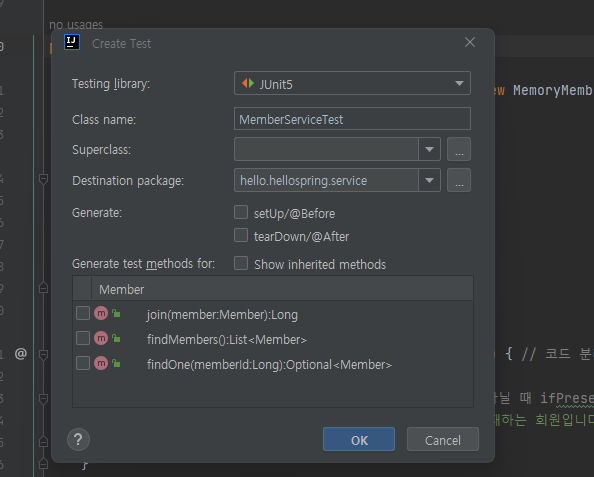 no usages
Create Test
Testing library:
JUnit5
ew MemoryMemb
Class name:
MemberServiceTest
Superclass:
...
Destination package:
hello.hellospring.service
...
Generate:
setUp/@Before
tearDown/@After
Generate test methods for:
Show inherited methods
Member
m
join(member:Member):Long
m
findMembers():List<Member>
@
) { // 코드 분
m
findOne(memberId:Long):Optional<Member>
아닐 때 ifPrese
재하는 회원입니다
?
OK
Cancel
}